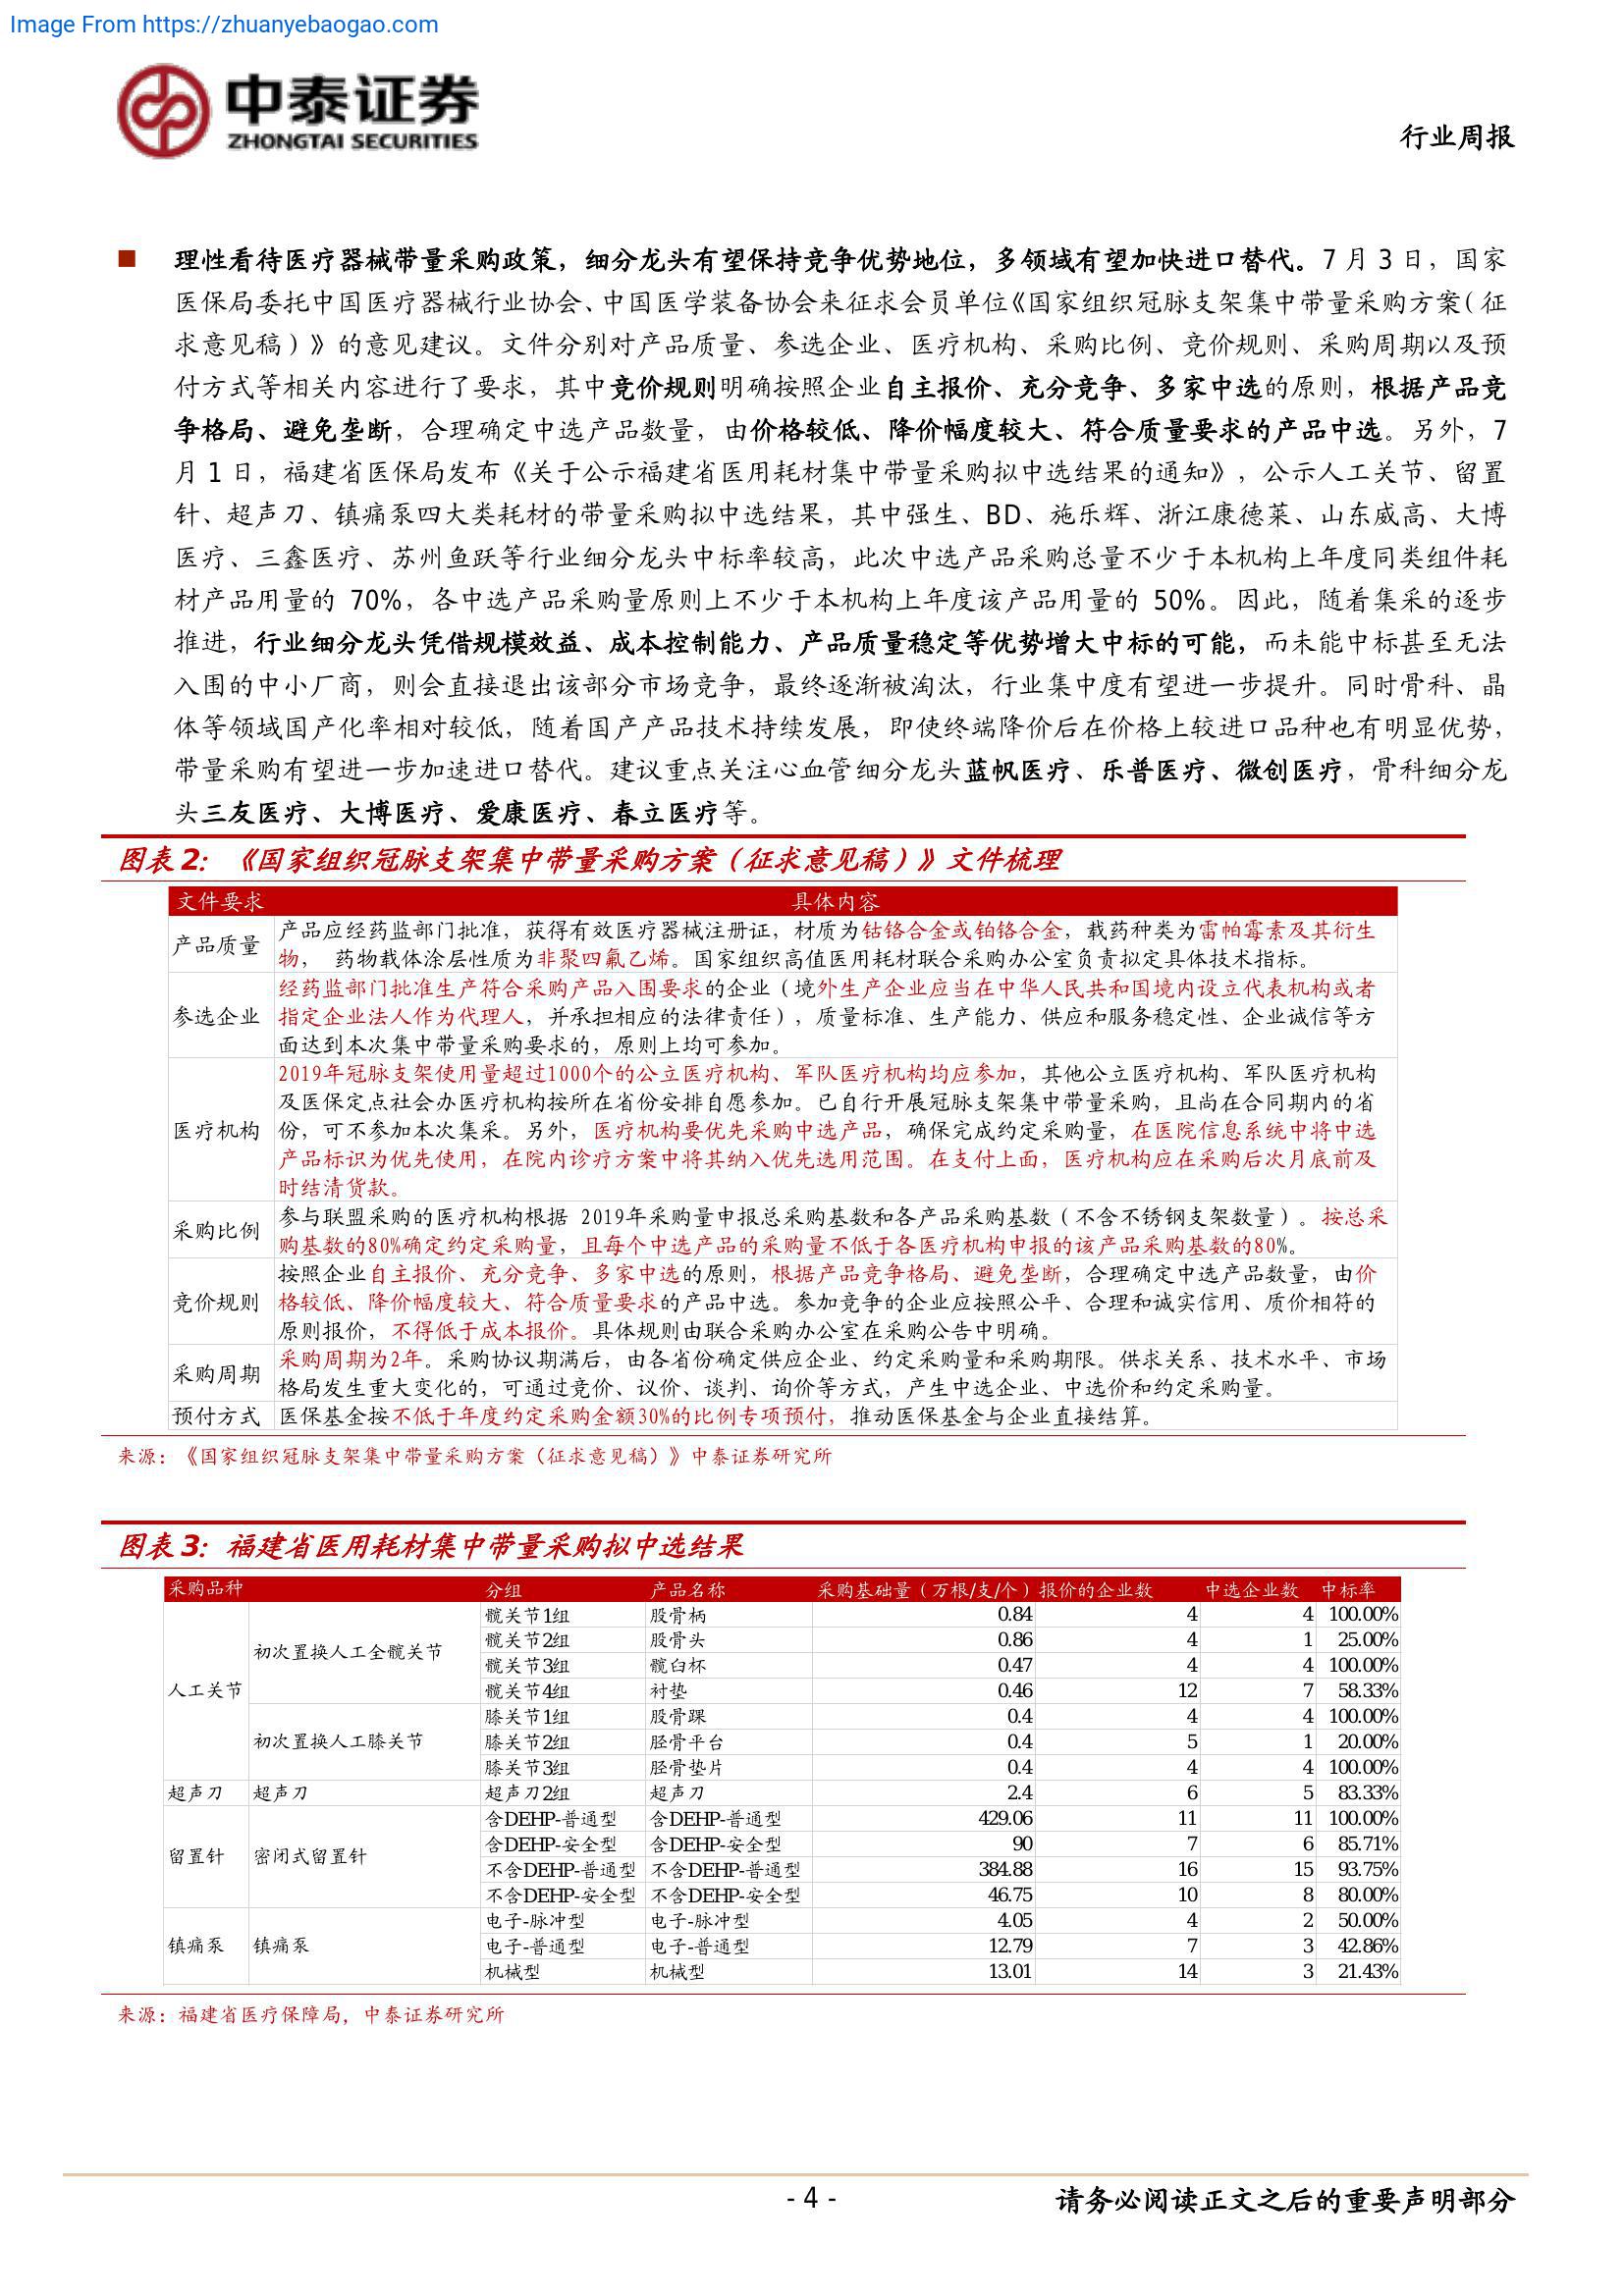 Image From https://zhuanyebaogao.com
中泰证券
ZHONGTAI SECURITIES
行业周报
■ 理性看待医疗器械带量采购政策，细分龙头有望保持竞争优势地位，多领域有望加快进口替代。7 月 3 日，国家
医保局委托中国医疗器械行业协会、中国医学装备协会来征求会员单位《国家组织冠脉支架集中带量采购方案（征
求意见稿）》的意见建议。文件分别对产品质量、参选企业、医疗机构、采购比例、竞价规则、采购周期以及预
付方式等相关内容进行了要求，其中竞价规则明确按照企业自主报价、充分竞争、多家中选的原则，根据产品竞
争格局、避免垄断，合理确定中选产品数量，由价格较低、降价幅度较大、符合质量要求的产品中选。另外，7
月 1 日，福建省医保局发布《关于公示福建省医用耗材集中带量采购拟中选结果的通知》，公示人工关节、留置
针、超声刀、镇痛泵四大类耗材的带量采购拟中选结果，其中强生、BD、施乐辉、浙江康德莱、山东威高、大博
医疗、三鑫医疗、苏州鱼跃等行业细分龙头中标率较高，此次中选产品采购总量不少于本机构上年度同类组件耗
材产品用量的 70%，各中选产品采购量原则上不少于本机构上年度该产品用量的 50%。因此，随着集采的逐步
推进，行业细分龙头凭借规模效益、成本控制能力、产品质量稳定等优势增大中标的可能，而未能中标甚至无法
入围的中小厂商，则会直接退出该部分市场竞争，最终逐渐被淘汰，行业集中度有望进一步提升。同时骨科、晶
体等领域国产化率相对较低，随着国产产品技术持续发展，即使终端降价后在价格上较进口品种也有明显优势，
带量采购有望进一步加速进口替代。建议重点关注心血管细分龙头蓝帆医疗、乐普医疗、微创医疗，骨科细分龙
头三友医疗、大博医疗、爱康医疗、春立医疗等。
图表 2：《国家组织冠脉支架集中带量采购方案（征求意见稿）》文件梳理
文件要求 具体内容
产品质量 产品应经药监部门批准，获得有效医疗器械注册证，材质为钴铬合金或铂铬合金，载药种类为雷帕霉素及其衍生
物， 药物载体涂层性质为非聚四氟乙烯。国家组织高值医用耗材联合采购办公室负责拟定具体技术指标。
参选企业 经药监部门批准生产符合采购产品入围要求的企业（境外生产企业应当在中华人民共和国境内设立代表机构或者
指定企业法人作为代理人，并承担相应的法律责任），质量标准、生产能力、供应和服务稳定性、企业诚信等方
面达到本次集中带量采购要求的，原则上均可参加。
医疗机构 2019年冠脉支架使用量超过1000个的公立医疗机构、军队医疗机构均应参加，其他公立医疗机构、军队医疗机构
及医保定点社会办医疗机构按所在省份安排自愿参加。已自行开展冠脉支架集中带量采购，且尚在合同期内的省
份，可不参加本次集采。另外，医疗机构要优先采购中选产品，确保完成约定采购量，在医院信息系统中将中选
产品标识为优先使用，在院内诊疗方案中将其纳入优先选用范围。在支付上面，医疗机构应在采购后次月底前及
时结清货款。
采购比例 参与联盟采购的医疗机构根据 2019年采购量申报总采购基数和各产品采购基数（不含不锈钢支架数量）。按总采
购基数的80%确定约定采购量，且每个中选产品的采购量不低于各医疗机构申报的该产品采购基数的80%。
竞价规则 按照企业自主报价、充分竞争、多家中选的原则，根据产品竞争格局、避免垄断，合理确定中选产品数量，由价
格较低、降价幅度较大、符合质量要求的产品中选。参加竞争的企业应按照公平、合理和诚实信用、质价相符的
原则报价，不得低于成本报价。具体规则由联合采购办公室在采购公告中明确。
采购周期 采购周期为2年。采购协议期满后，由各省份确定供应企业、约定采购量和采购期限。供求关系、技术水平、市场
格局发生重大变化的，可通过竞价、议价、谈判、询价等方式，产生中选企业、中选价和约定采购量。
预付方式 医保基金按不低于年度约定采购金额30%的比例专项预付，推动医保基金与企业直接结算。
来源：《国家组织冠脉支架集中带量采购方案（征求意见稿）》中泰证券研究所
图表 3：福建省医用耗材集中带量采购拟中选结果
采购品种 分组 产品名称 采购基础量（万根/支/个） 报价的企业数 中选企业数 中标率
人工关节 初次置换人工全髋关节 髋关节1组 股骨柄 0.84 4 4 100.00%
髋关节2组 股骨头 0.86 4 1 25.00%
髋关节3组 髋臼杯 0.47 4 4 100.00%
髋关节4组 衬垫 0.46 12 7 58.33%
初次置换人工膝关节 膝关节1组 股骨踝 0.4 4 4 100.00%
膝关节2组 胫骨平台 0.4 5 1 20.00%
膝关节3组 胫骨垫片 0.4 4 4 100.00%
超声刀 超声刀 超声刀2组 超声刀 2.4 6 5 83.33%
留置针 密闭式留置针 含DEHP-普通型 含DEHP-普通型 429.06 11 11 100.00%
含DEHP-安全型 含DEHP-安全型 90 7 6 85.71%
不含DEHP-普通型 不含DEHP-普通型 384.88 16 15 93.75%
不含DEHP-安全型 不含DEHP-安全型 46.75 10 8 80.00%
镇痛泵 镇痛泵 电子-脉冲型 电子-脉冲型 4.05 4 2 50.00%
电子-普通型 电子-普通型 12.79 7 3 42.86%
机械型 机械型 13.01 14 3 21.43%
来源：福建省医疗保障局，中泰证券研究所
- 4 -
请务必阅读正文之后的重要声明部分